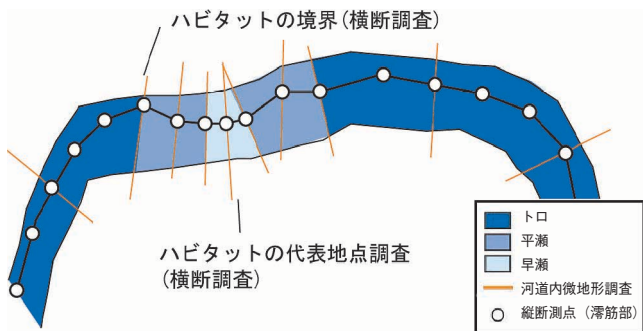 ハビタットの境界(横断調査)
ハビタットの代表地点調査
(横断調査)
トロ
平瀬
早瀬
河道内微地形調査
縦断測点（澪筋部）